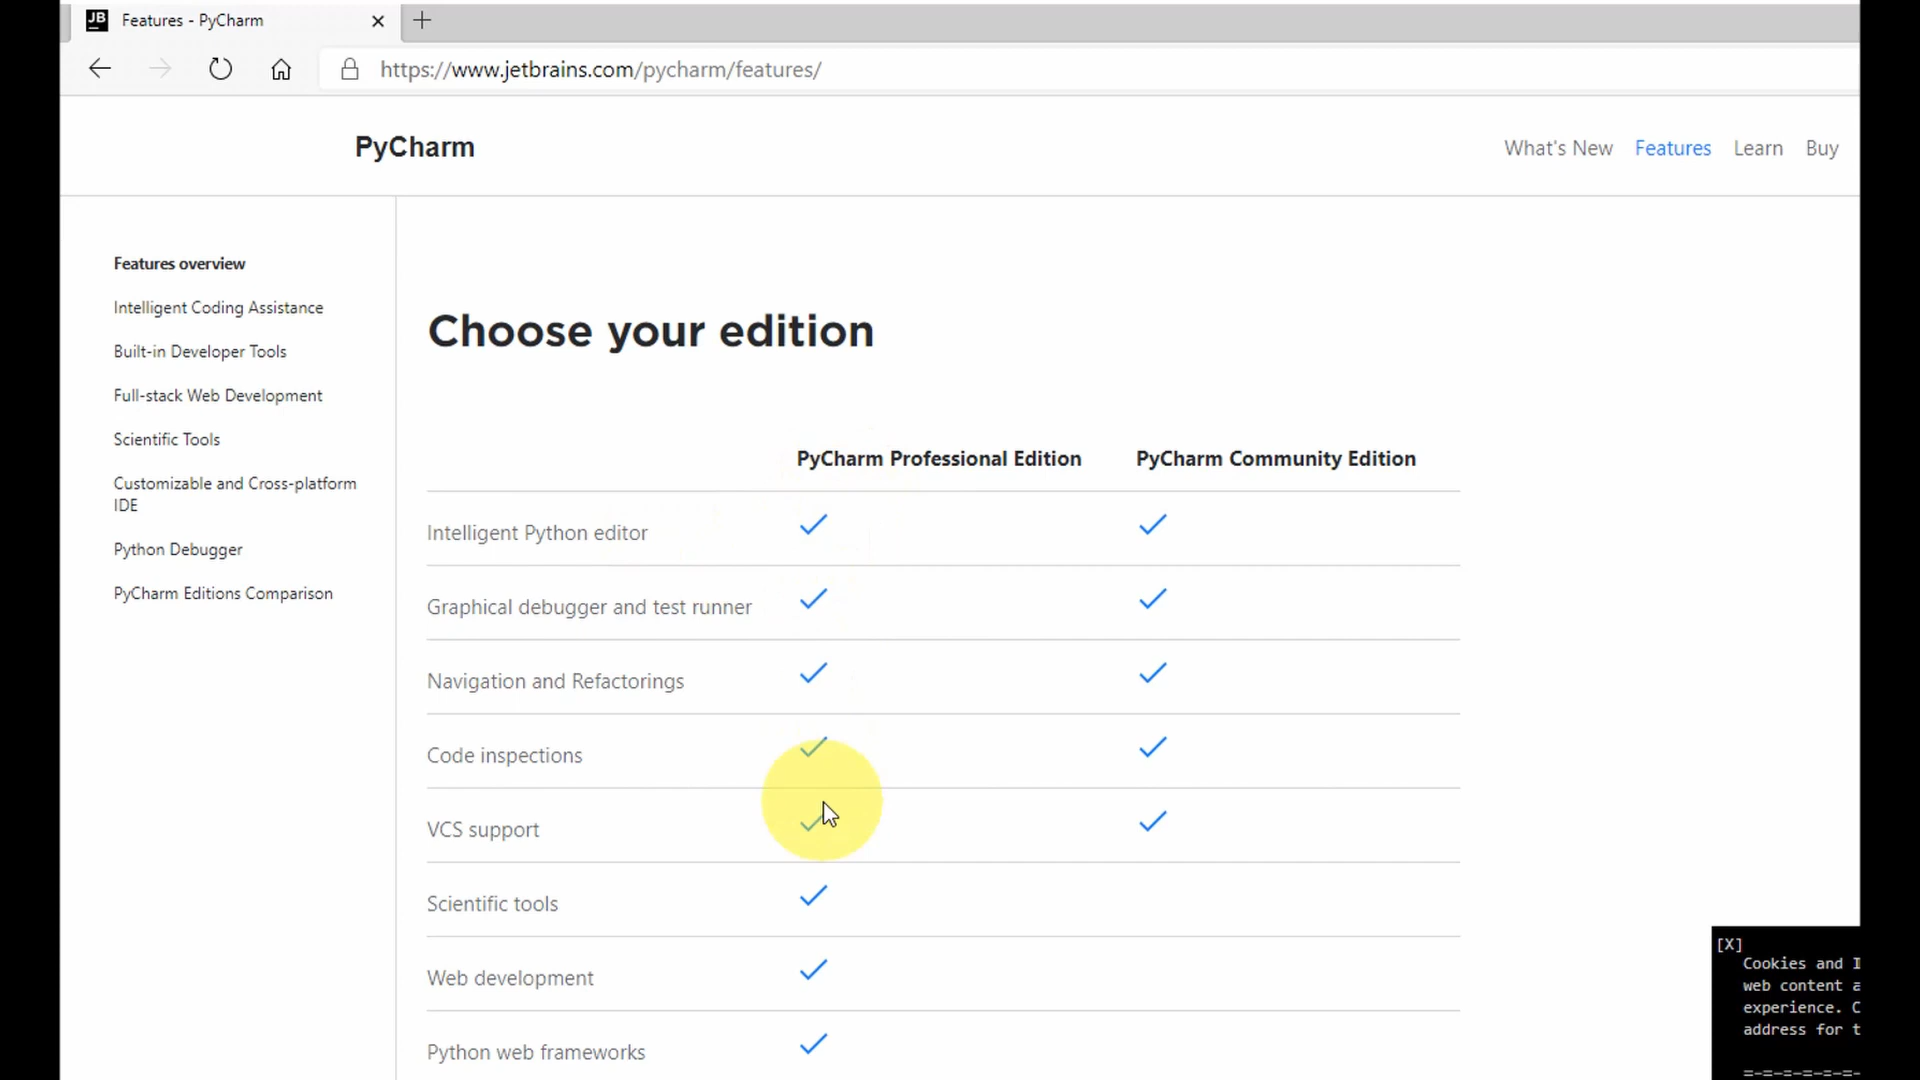 JB
Features - PyCharm
https://www.jetbrains.com/pycharm/features/
PyCharm
What's New
Features
Learn
Buy
Features overview
Intelligent Coding Assistance
Built-in Developer Tools
Full-stack Web Development
Scientific Tools
Customizable and Cross-platform
IDE
Python Debugger
PyCharm Editions Comparison
Choose your edition
PyCharm Professional Edition
PyCharm Community Edition
Intelligent Python editor
Graphical debugger and test runner
Navigation and Refactorings
Code inspections
VCS support
Scientific tools
Web development
Python web frameworks
[X]
Cookies and I
web content a
experience. C
address for t
=-=-=-=-=-=-